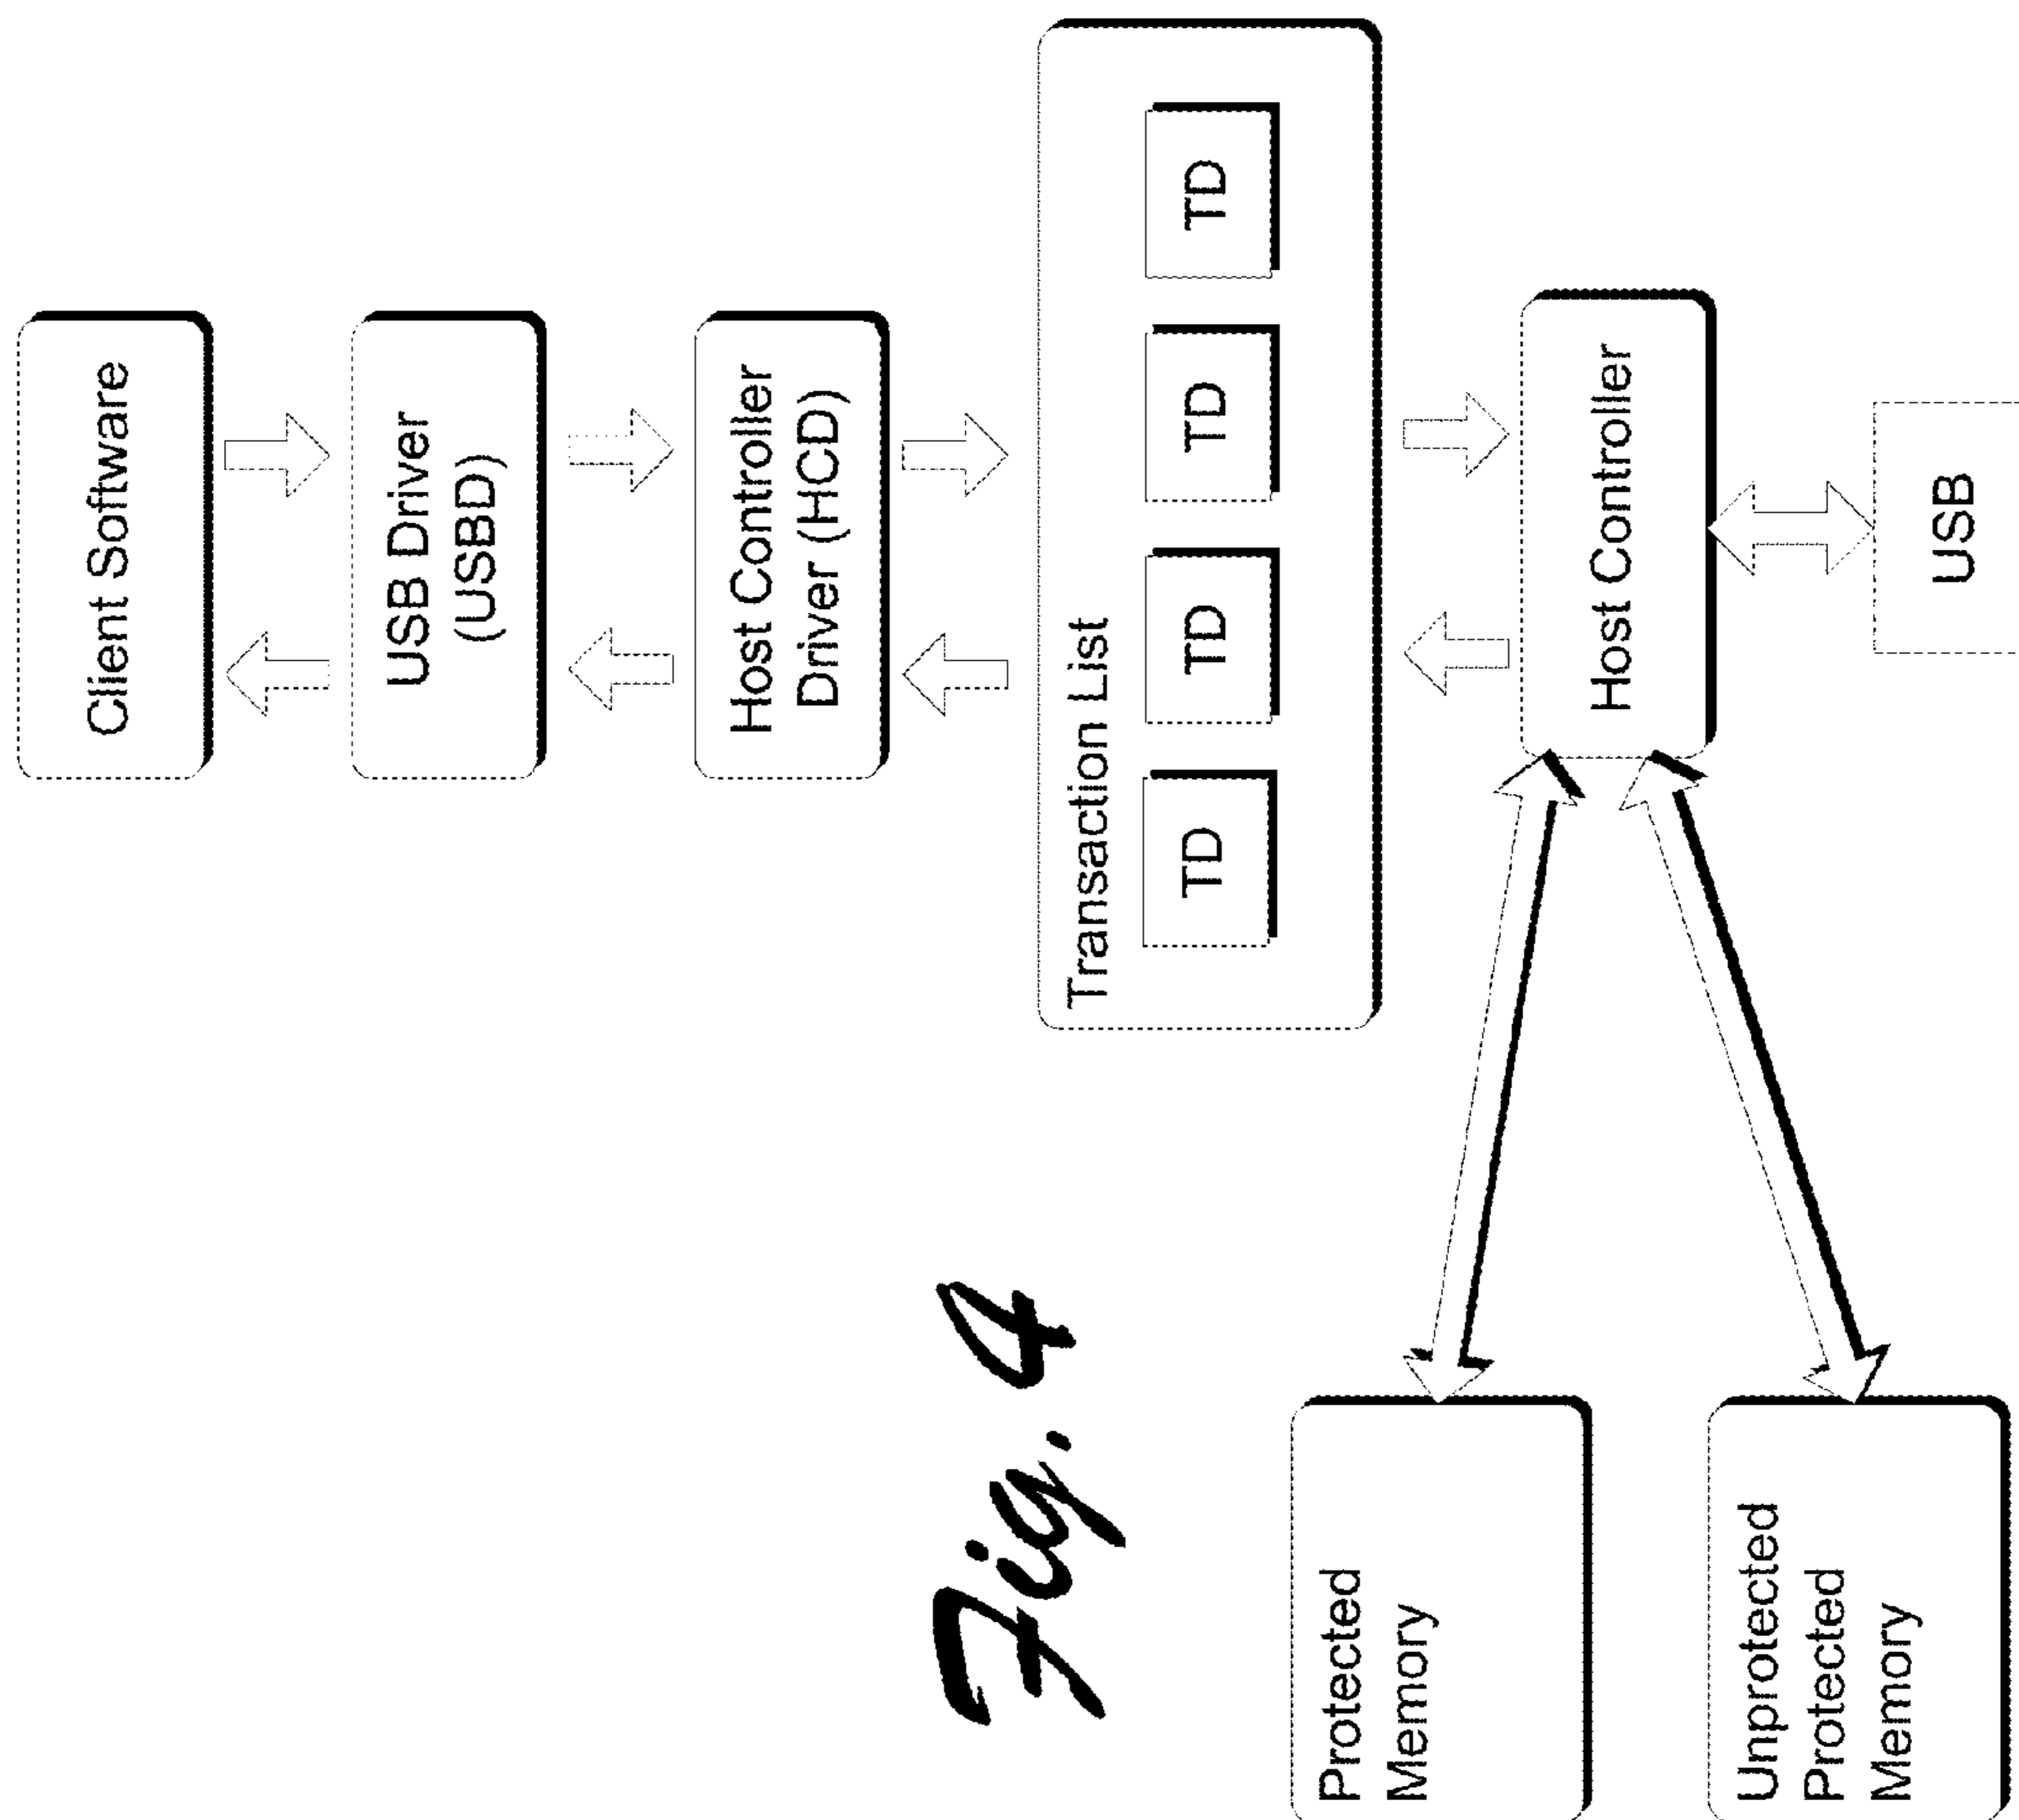 Client Software
USB Driver
(USBD)
Host Controller
Driver (HCD)
Transaction List
TD
TD
TD
TD
Host Controller
USB
Protected
Memory
Unprotected
Protected
Memory
Fig. 4